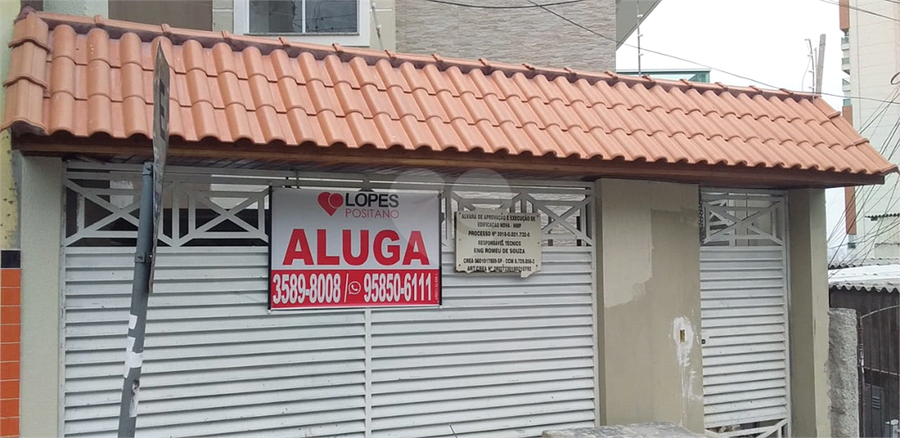 LOPES
POSITANO
ALUGA
3589-8008 / 95850-6111
ALVARÁ DE APROVAÇÃO E EXECUÇÃO DE
EDIFICAÇÃO NOVA - HMP
RESPONSÁVEL TÉCNICO
ENG ROMEU DE SOUZA